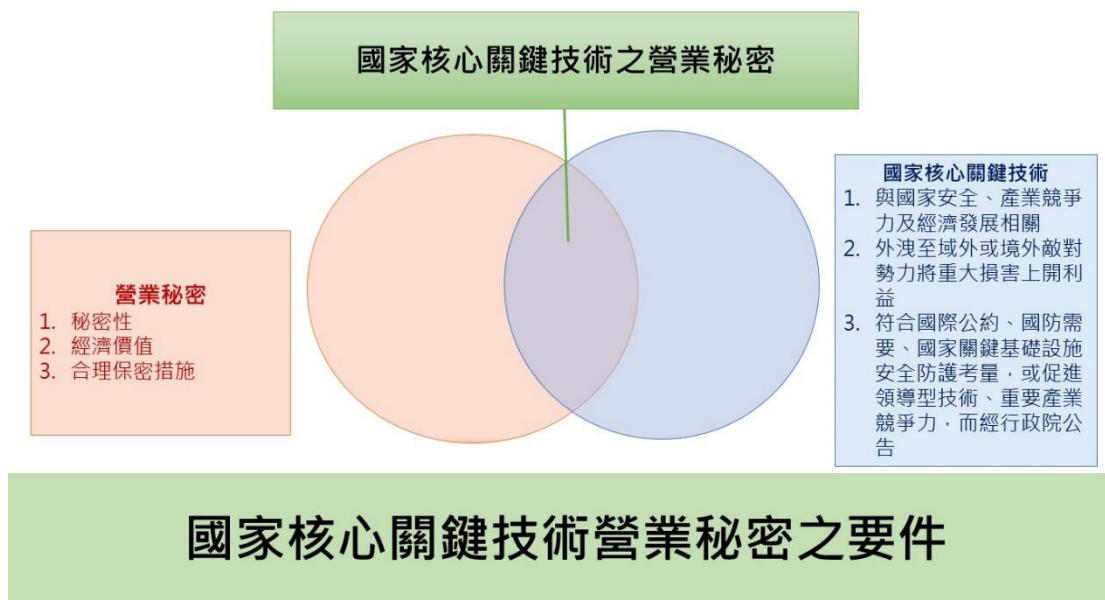 國家核心關鍵技術之營業秘密
營業秘密
1. 秘密性
2. 經濟價值
3. 合理保密措施
國家核心關鍵技術
1. 與國家安全、產業競爭
力及經濟發展相關
2. 外洩至域外或境外敵對
勢力將重大損害上開利
益
3. 符合國際公約、國防需
要、國家關鍵基礎設施
安全防護考量，或促進
領導型技術、重要產業
競爭力，而經行政院公
告
國家核心關鍵技術營業秘密之要件